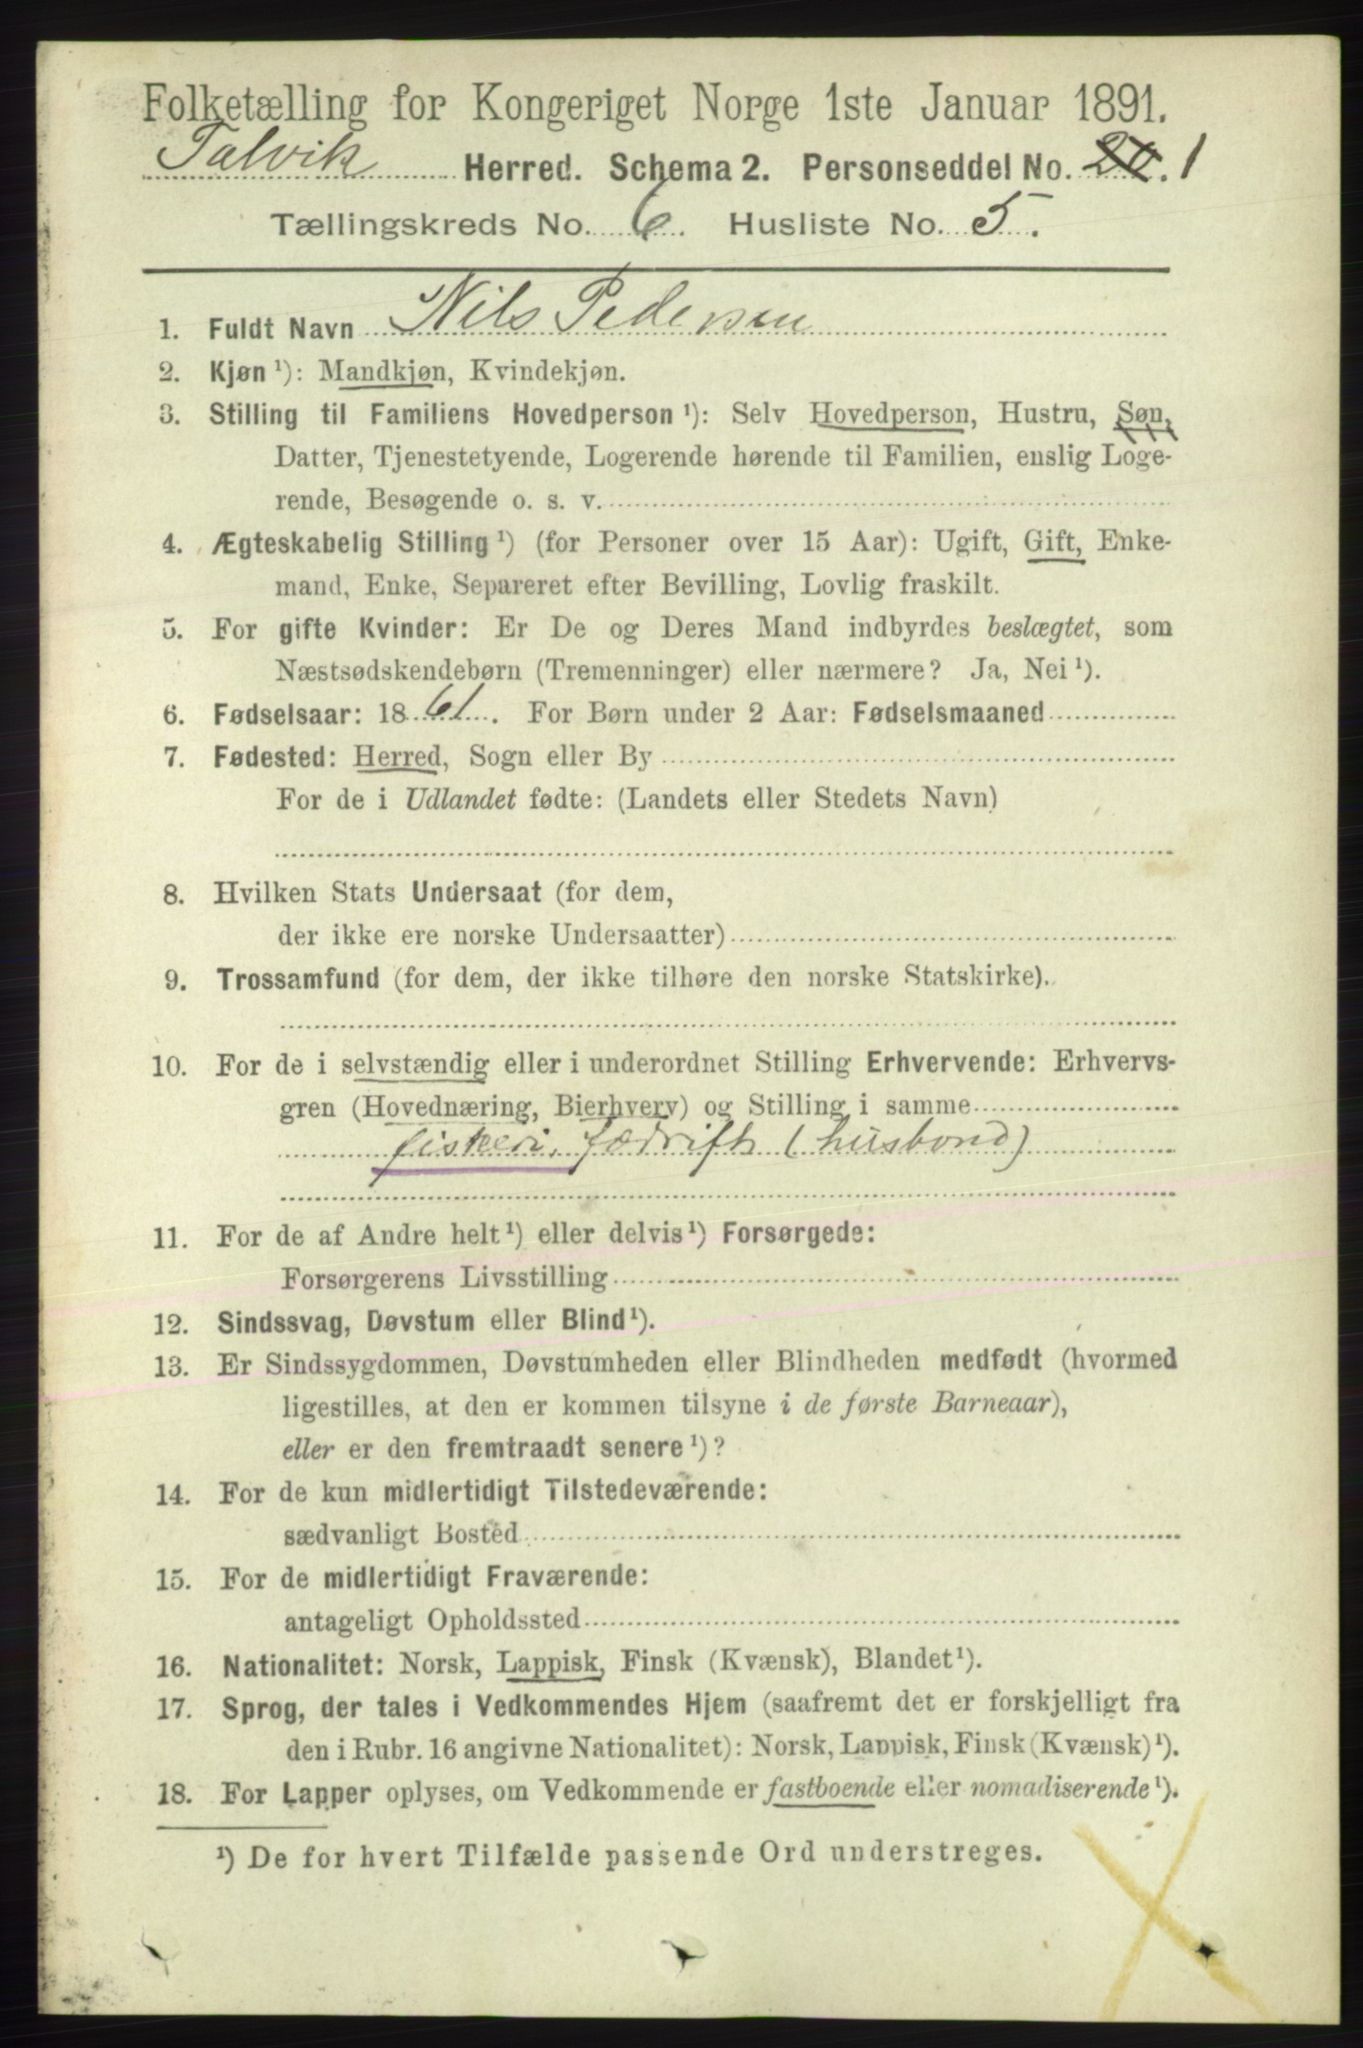 Folketælling for Kongeriget Norge 1ste Januar 1891.
Talvik Herred. Schema 2. Personseddel No. 20. 1
Tællingskreds No. 6. Husliste No. 5.
1. Fuldt Navn Nils Pedersen
2. Kjøn ¹): Mandkjøn, Kvindekjøn.
3. Stilling til Familiens Hovedperson ¹): Selv Hovedperson, Hustru, Søn,
Datter, Tjenestetyende, Logerende hørende til Familien, enslig Loge-
rende, Besøgende o. s. v.
4. Ægteskabelig Stilling ¹) (for Personer over 15 Aar): Ugift, Gift, Enke-
mand, Enke, Separeret efter Bevilling, Lovlig fraskilt.
5. For gifte Kvinder: Er De og Deres Mand indbyrdes beslægtet, som
Næstsødskendebørn (Tremenninger) eller nærmere? Ja, Nei ¹).
6. Fødselsaar: 1861. For Børn under 2 Aar: Fødselsmaaned
7. Fødested: Herred, Sogn eller By
For de i Udlandet fødte: (Landets eller Stedets Navn)
8. Hvilken Stats Undersaat (for dem,
der ikke ere norske Undersaatter)
9. Trossamfund (for dem, der ikke tilhøre den norske Statskirke).
10. For de i selvstændig eller i underordnet Stilling Erhvervende: Erhvervs-
gren (Hovednæring, Bierhverv) og Stilling i samme
fiskeri, fædrift (husbond)
11. For de af Andre helt ¹) eller delvis ¹) Forsørgede:
Forsørgerens Livsstilling
12. Sindssvag, Døvstum eller Blind ¹).
13. Er Sindssygdommen, Døvstumheden eller Blindheden medfødt (hvormed
ligestilles, at den er kommen tilsyne i de første Barneaar),
eller er den fremtraadt senere ¹)?
14. For de kun midlertidigt Tilstedeværende:
sædvanligt Bosted
15. For de midlertidigt Fraværende:
antageligt Opholdssted
16. Nationalitet: Norsk, Lappisk, Finsk (Kvænsk), Blandet ¹).
17. Sprog, der tales i Vedkommendes Hjem (saafremt det er forskjelligt fra
den i Rubr. 16 angivne Nationalitet): Norsk, Lappisk, Finsk (Kvænsk) ¹).
18. For Lapper oplyses, om Vedkommende er fastboende eller nomadiserende ¹).
¹) De for hvert Tilfælde passende Ord understreges.